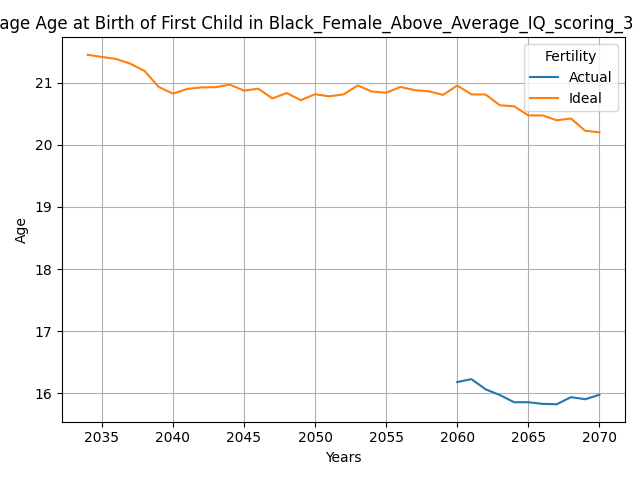 age Age at Birth of First Child in Black_Female_Above_Average_IQ_scoring_3
Fertility
Actual
Ideal
21
20
19
18
17
16
Age
2035 2040 2045 2050 2055 2060 2065 2070
Years